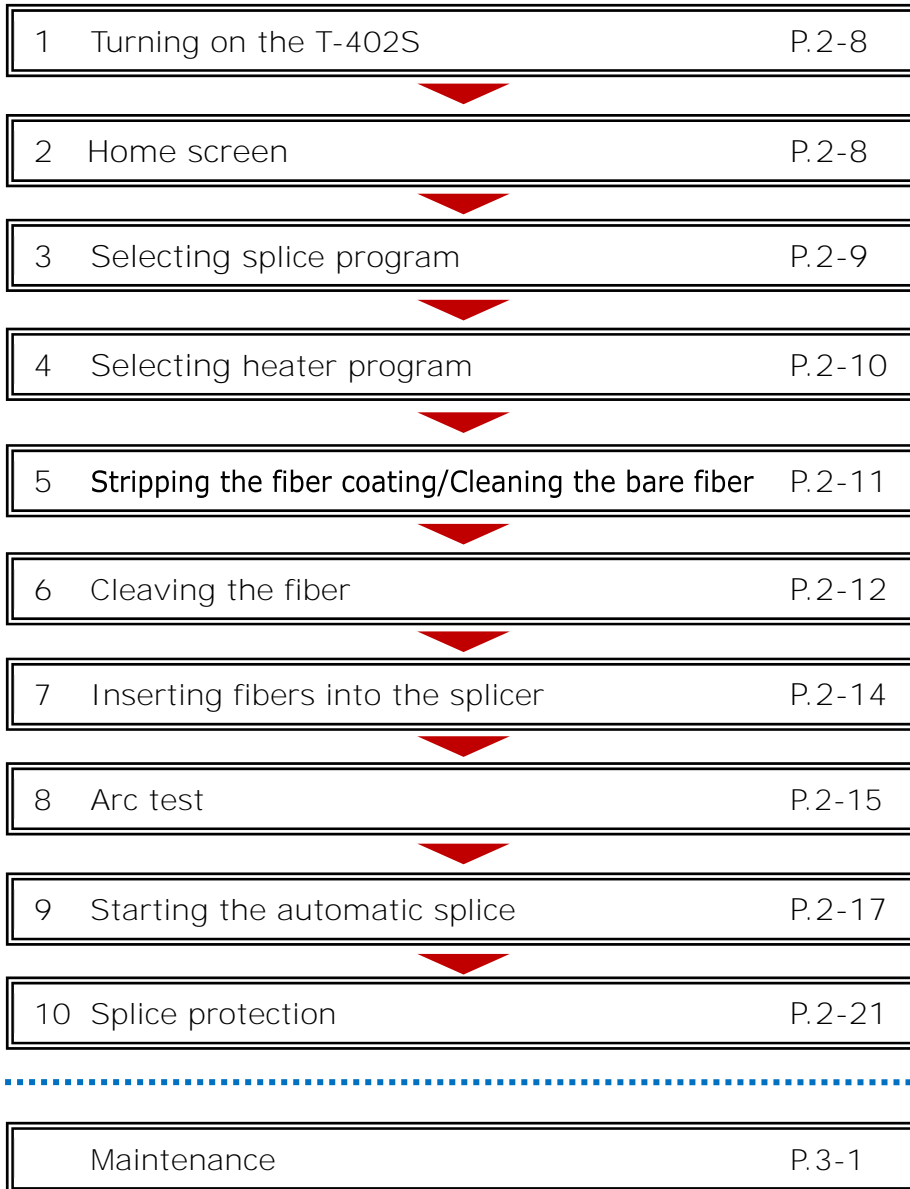 1 Turning on the T-402S P.2-8
2 Home screen P.2-8
3 Selecting splice program P.2-9
4 Selecting heater program P.2-10
5 Stripping the fiber coating/Cleaning the bare fiber P.2-11
6 Cleaving the fiber P.2-12
7 Inserting fibers into the splicer P.2-14
8 Arc test P.2-15
9 Starting the automatic splice P.2-17
10 Splice protection P.2-21
Maintenance P.3-1